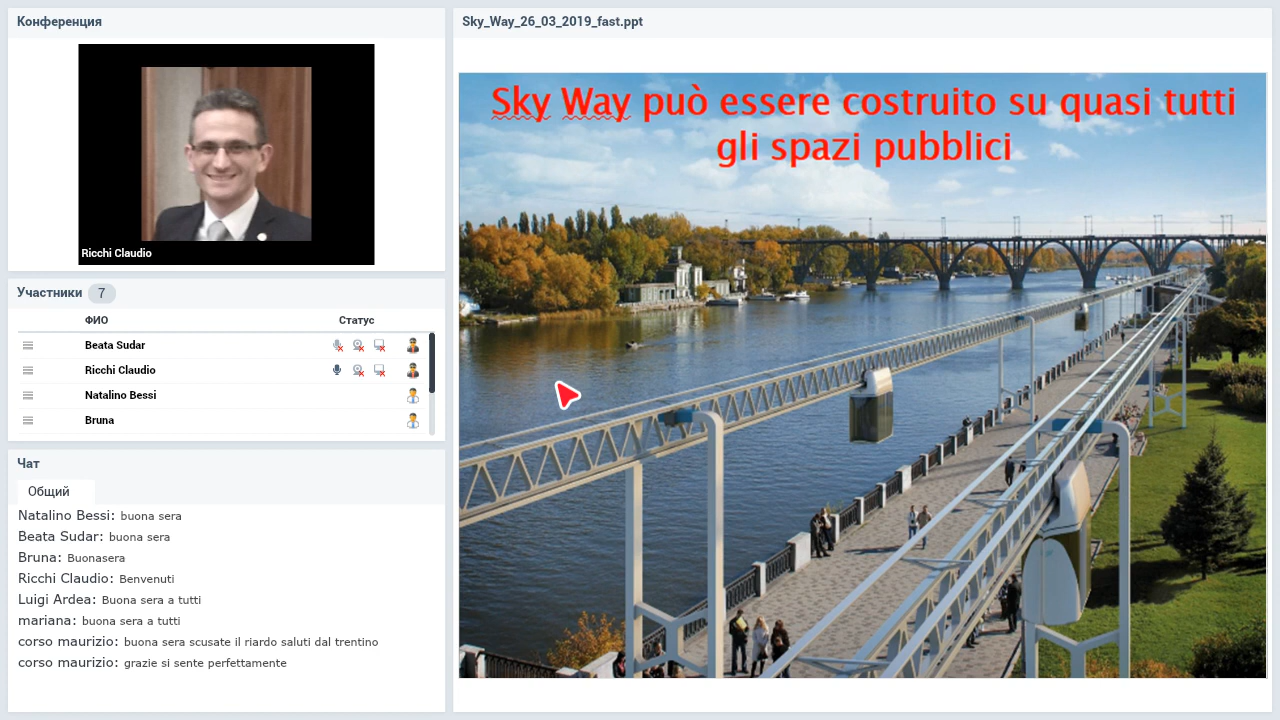 Конференция
Ricchi Claudio
Участники 7
ФИО Статус
Beata Sudar
Ricchi Claudio
Natalino Bessi
Bruna
Чат
Общий
Natalino Bessi: buona sera
Beata Sudar: buona sera
Bruna: Buonasera
Ricchi Claudio: Benvenuti
Luigi Ardea: Buona sera a tutti
mariana: buona sera a tutti
corso maurizio: buona sera scusate il riardo saluti dal trentino
corso maurizio: grazie si sente perfettamente
Sky_Way_26_03_2019_fast.ppt
Sky Way può essere costruito su quasi tutti
gli spazi pubblici